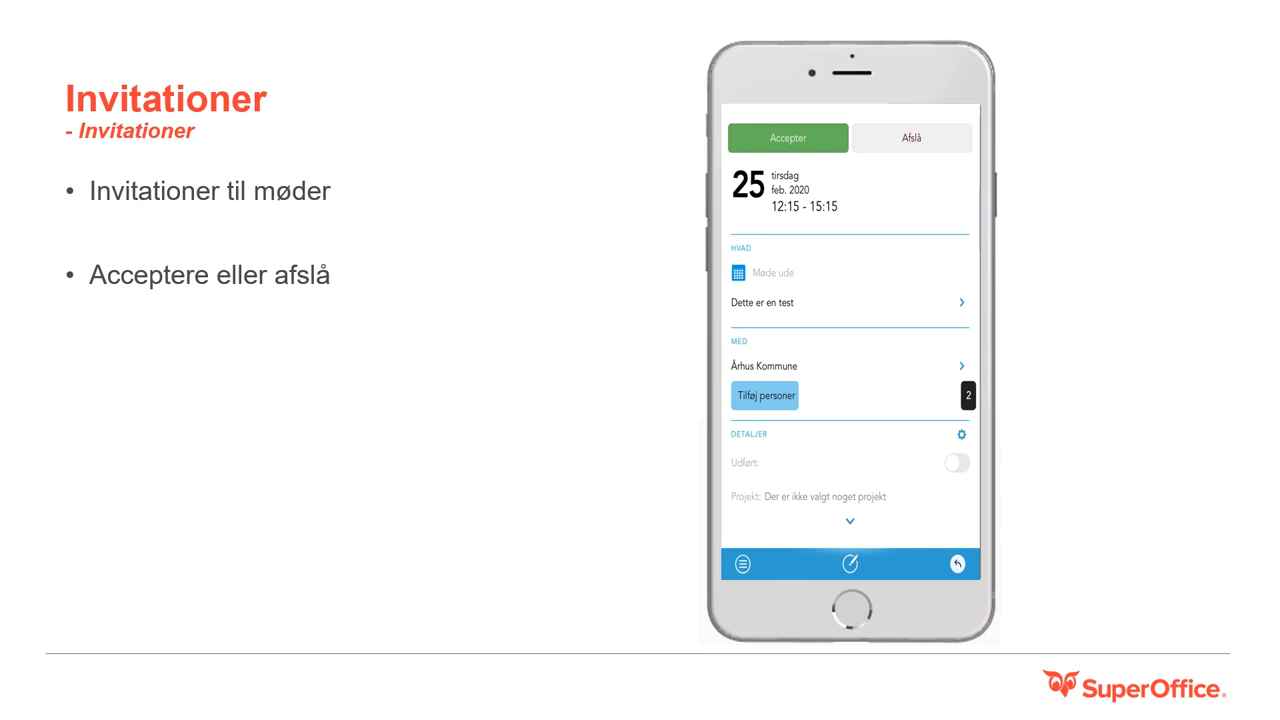 Invitationer
- Invitationer
• Invitationer til møder
• Acceptere eller afslå
Accepter
Afslå
25
tirsdag
feb. 2020
12:15 - 15:15
HVAD
Møde ude
Dette er en test
MED
Århus Kommune
Tilføj personer
2
DETALJER
Udført:
Projekt: Der er ikke valgt noget projekt
SuperOffice.